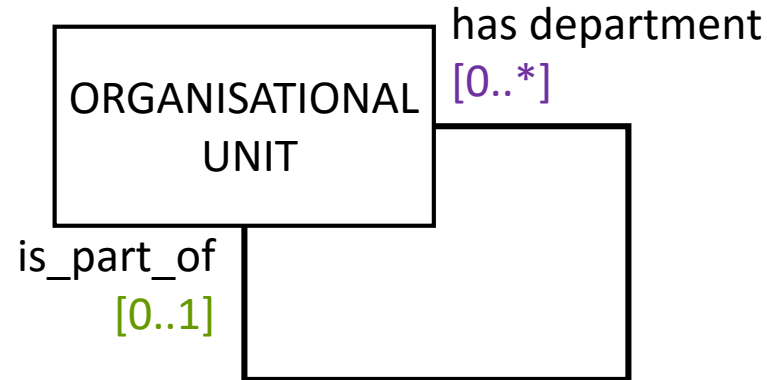 has department
[0..*]
ORGANISATIONAL
UNIT
is_part_of
[0..1]